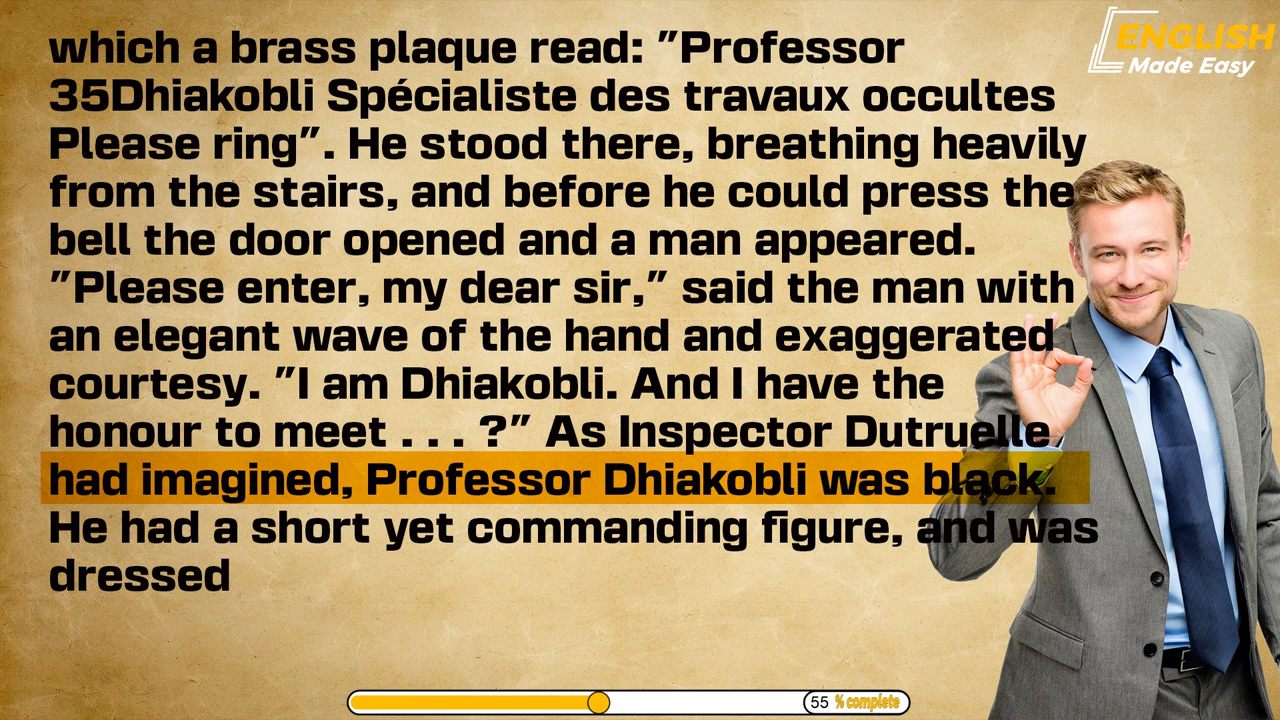 which a brass plaque read: "Professor
35Dhiakobli Spécialiste des travaux occultes
Please ring". He stood there, breathing heavily
from the stairs, and before he could press the
bell the door opened and a man appeared.
"Please enter, my dear sir," said the man with
an elegant wave of the hand and exaggerated
courtesy. "I am Dhiakobli. And I have the
honour to meet . . . ?" As Inspector Dutruelle
had imagined, Professor Dhiakobli was black.
He had a short yet commanding figure, and was
dressed
ENGLISH
Made Easy
55 % complete